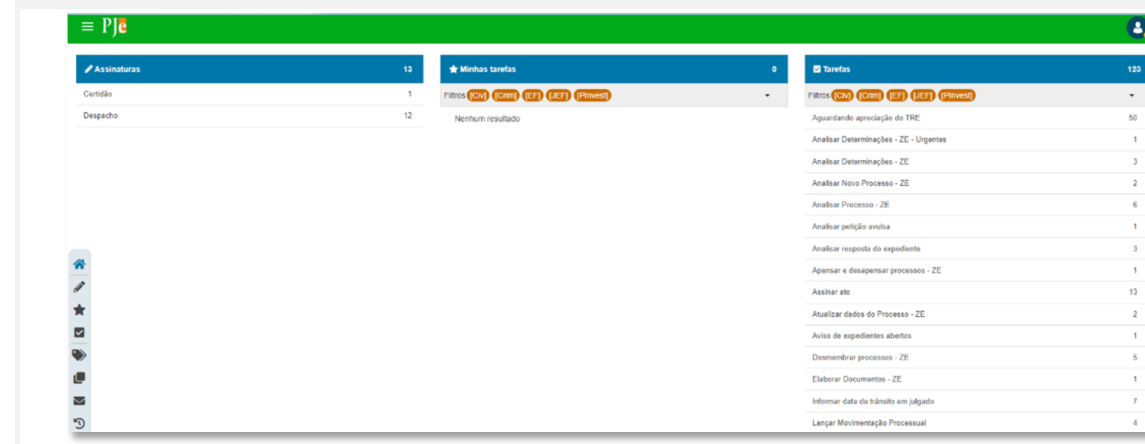 PJe
Assinaturas 13
Certidão 1
Despacho 12
Minhas tarefas 0
Filtros [Civ] [Crim] [EF] [JEF] [PInvest]
Nenhum resultado
Tarefas 123
Filtros [Civ] [Crim] [EF] [JEF] [PInvest]
Aguardando apreciação do TRE 50
Analisar Determinações - ZE - Urgentes 1
Analisar Determinações - ZE 3
Analisar Novo Processo - ZE 2
Analisar Processo - ZE 6
Analisar petição avulsa 1
Analisar resposta do expediente 3
Apensar e desapensar processos - ZE 1
Assinar ato 13
Atualizar dados do Processo - ZE 2
Aviso de expedientes abertos 1
Desmembrar processos - ZE 5
Elaborar Documentos - ZE 1
Informar data de trânsito em julgado 7
Lançar Movimentação Processual 4